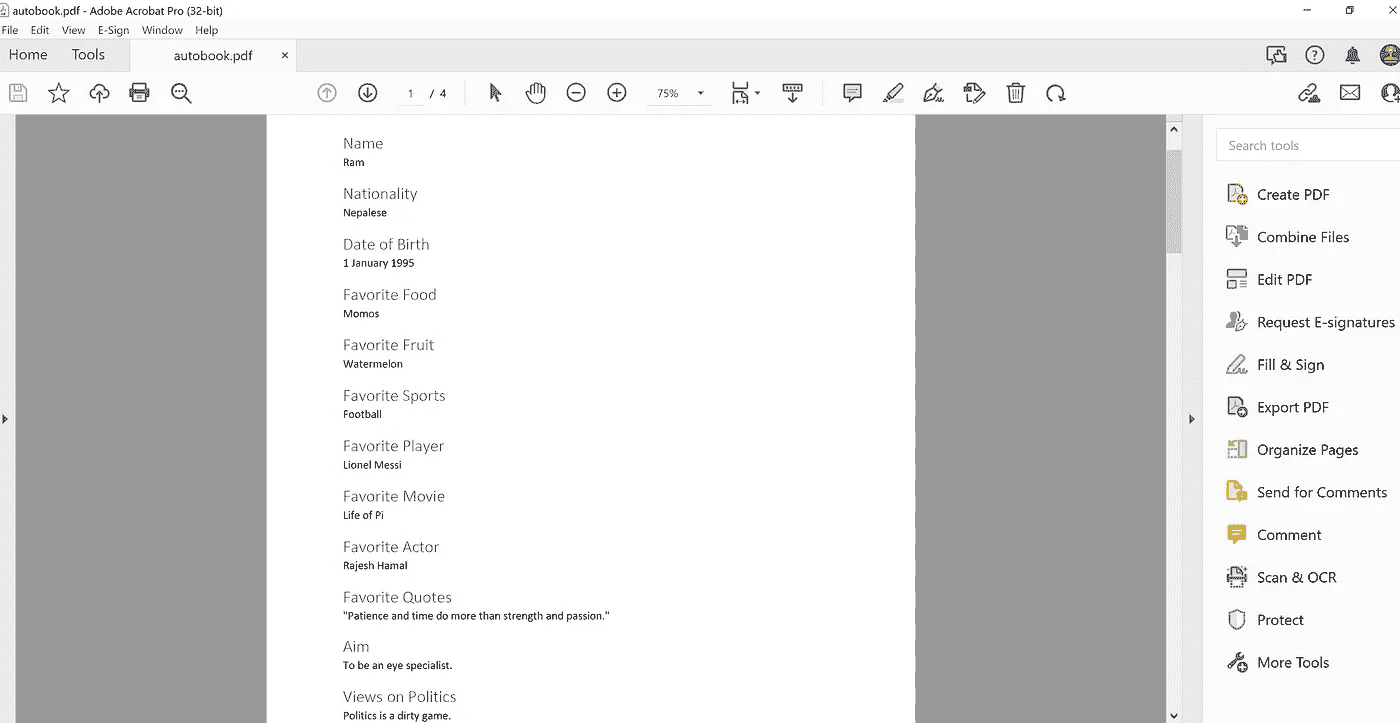 autobook.pdf - Adobe Acrobat Pro (32-bit)
File Edit View E-Sign Window Help
Home Tools autobook.pdf ×
1 / 4 75%
Name
Ram
Nationality
Nepalese
Date of Birth
1 January 1995
Favorite Food
Momos
Favorite Fruit
Watermelon
Favorite Sports
Football
Favorite Player
Lionel Messi
Favorite Movie
Life of Pi
Favorite Actor
Rajesh Hamal
Favorite Quotes
"Patience and time do more than strength and passion."
Aim
To be an eye specialist.
Views on Politics
Politics is a dirty game.
Search tools
Create PDF
Combine Files
Edit PDF
Request E-signatures
Fill & Sign
Export PDF
Organize Pages
Send for Comments
Comment
Scan & OCR
Protect
More Tools